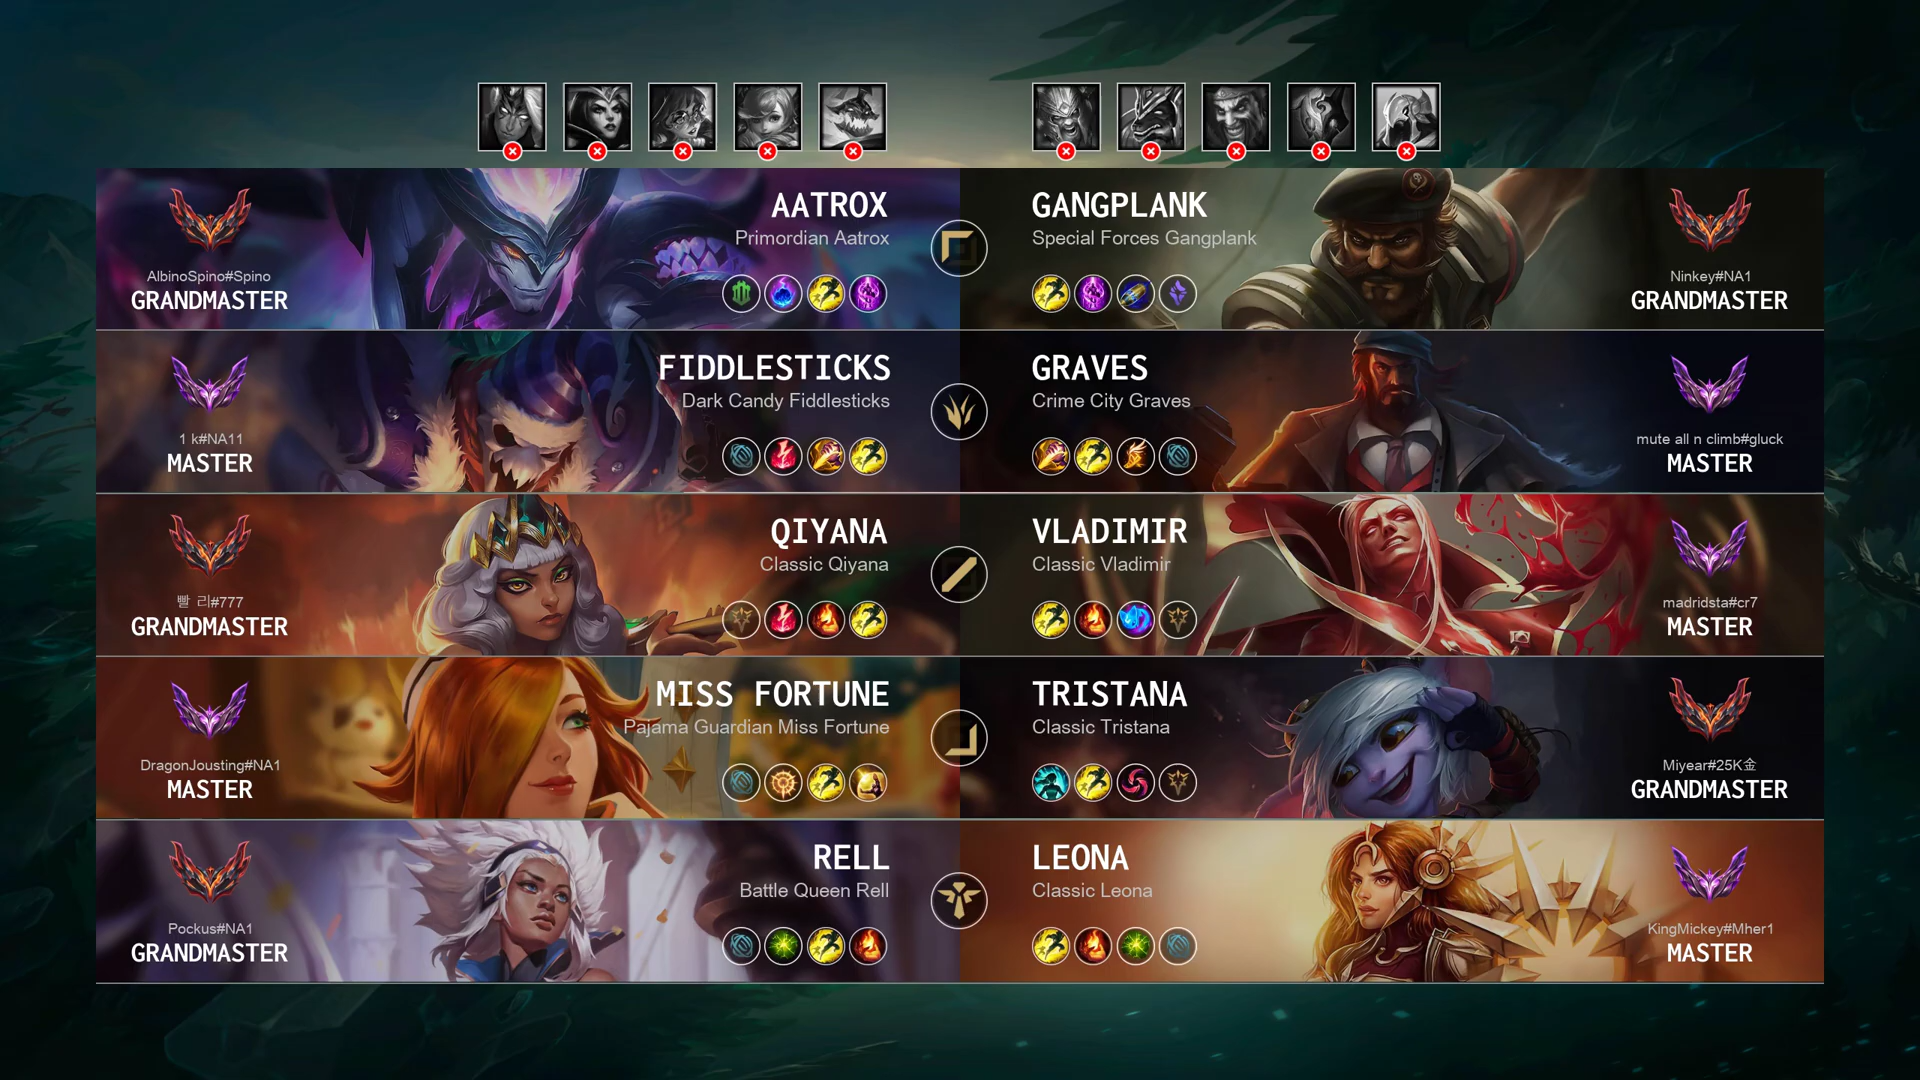 AATROX
Primordian Aatrox
AlbinoSpino#Spino
GRANDMASTER
GANGPLANK
Special Forces Gangplank
Ninkey#NA1
GRANDMASTER
FIDDLESTICKS
Dark Candy Fiddlesticks
1 k#NA11
MASTER
GRAVES
Crime City Graves
mute all n climb#gluck
MASTER
QIYANA
Classic Qiyana
빨 리#777
GRANDMASTER
VLADIMIR
Classic Vladimir
madridsta#cr7
MASTER
MISS FORTUNE
Pajama Guardian Miss Fortune
DragonJousting#NA1
MASTER
TRISTANA
Classic Tristana
Miyear#25K金
GRANDMASTER
RELL
Battle Queen Rell
Pockus#NA1
GRANDMASTER
LEONA
Classic Leona
KingMickey#Mher1
MASTER